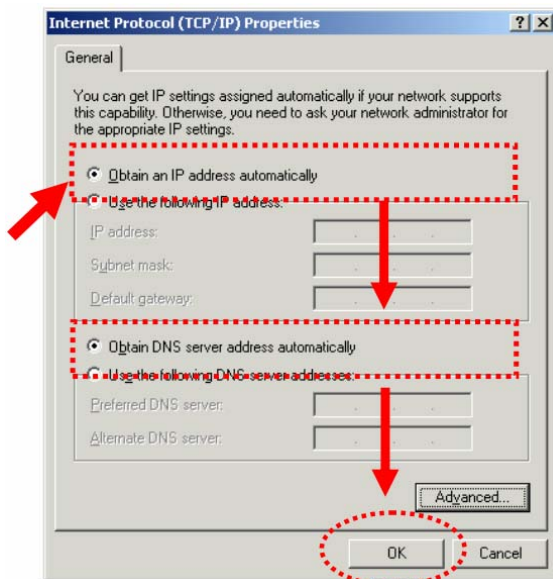 Internet Protocol (TCP/IP) Properties
General
You can get IP settings assigned automatically if your network supports
this capability. Otherwise, you need to ask your network administrator for
the appropriate IP settings.
Obtain an IP address automatically
Use the following IP address:
IP address:
Subnet mask:
Default gateway:
Obtain DNS server address automatically
Use the following DNS server addresses:
Preferred DNS server:
Alternate DNS server:
Advanced...
OK
Cancel